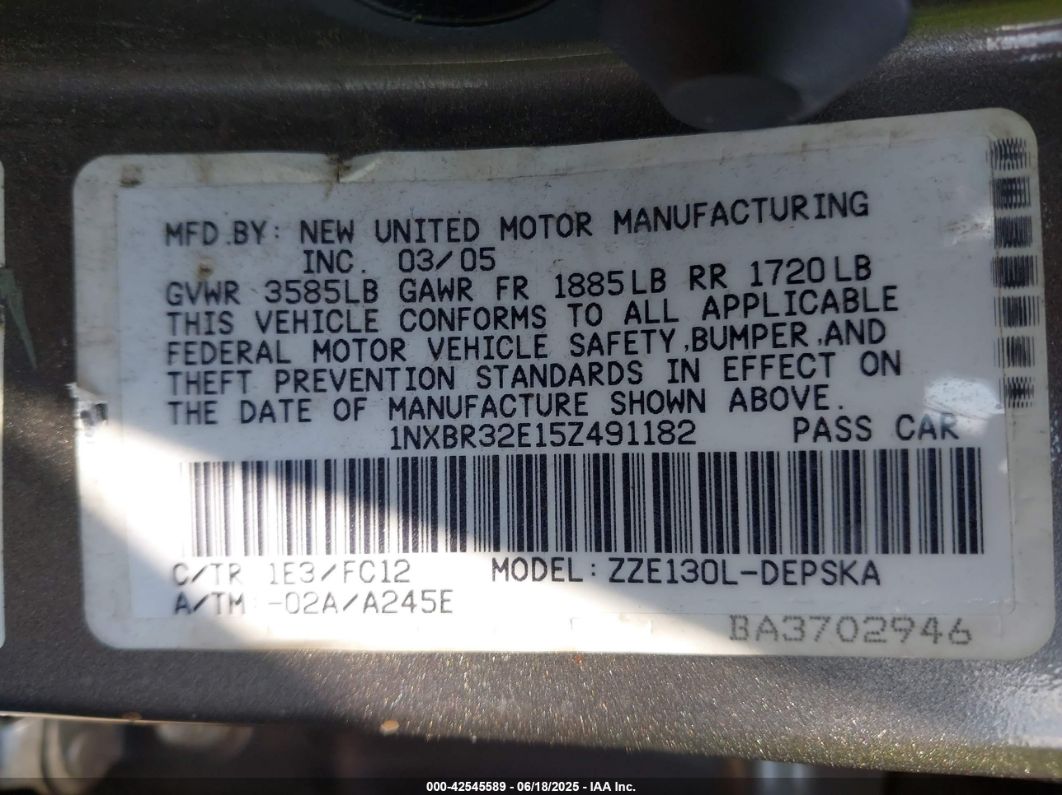 MFD.BY: NEW UNITED MOTOR MANUFACTURING
INC. 03/05
GVWR 3585LB GAWR FR 1885LB RR 1720LB
THIS VEHICLE CONFORMS TO ALL APPLICABLE
FEDERAL MOTOR VEHICLE SAFETY,BUMPER,AND
THEFT PREVENTION STANDARDS IN EFFECT ON
THE DATE OF MANUFACTURE SHOWN ABOVE.
1NXBR32E15Z491182 PASS CAR
C/TR 1E3/FC12 MODEL:ZZE130L-DEPSKA
A/TM -02A/A245E
BA3702946
000-42545589 - 06/18/2025 - IAA Inc.